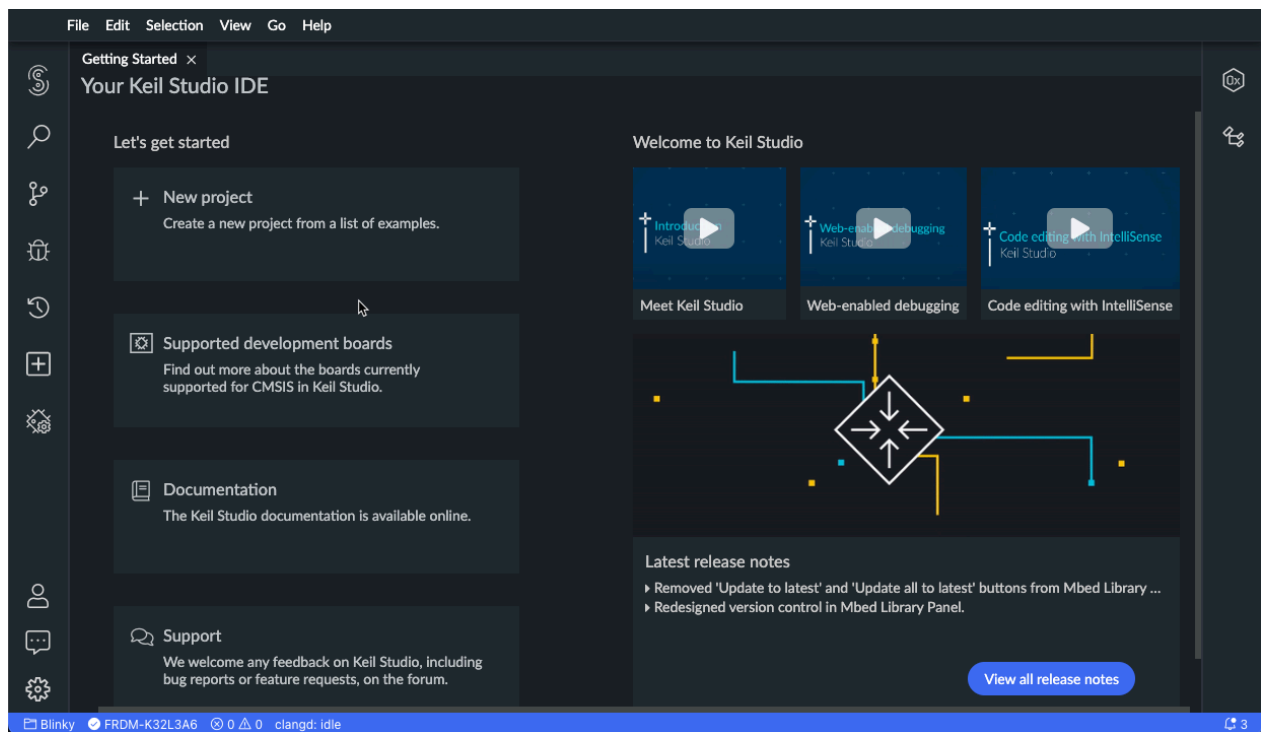 File Edit Selection View Go Help
Getting Started ×
Your Keil Studio IDE
Let's get started
New project
Create a new project from a list of examples.
Supported development boards
Find out more about the boards currently
supported for CMSIS in Keil Studio.
Documentation
The Keil Studio documentation is available online.
Support
We welcome any feedback on Keil Studio, including
bug reports or feature requests, on the forum.
Welcome to Keil Studio
Keil Studio
Meet Keil Studio
Web-enabled debugging
Keil Studio
Web-enabled debugging
Code editing with IntelliSense
Keil Studio
Code editing with IntelliSense
Latest release notes
Removed 'Update to latest' and 'Update all to latest' buttons from Mbed Library ...
Redesigned version control in Mbed Library Panel.
View all release notes
0x
Blinky FRDM-K32L3A6 0 0 clangd: idle
3